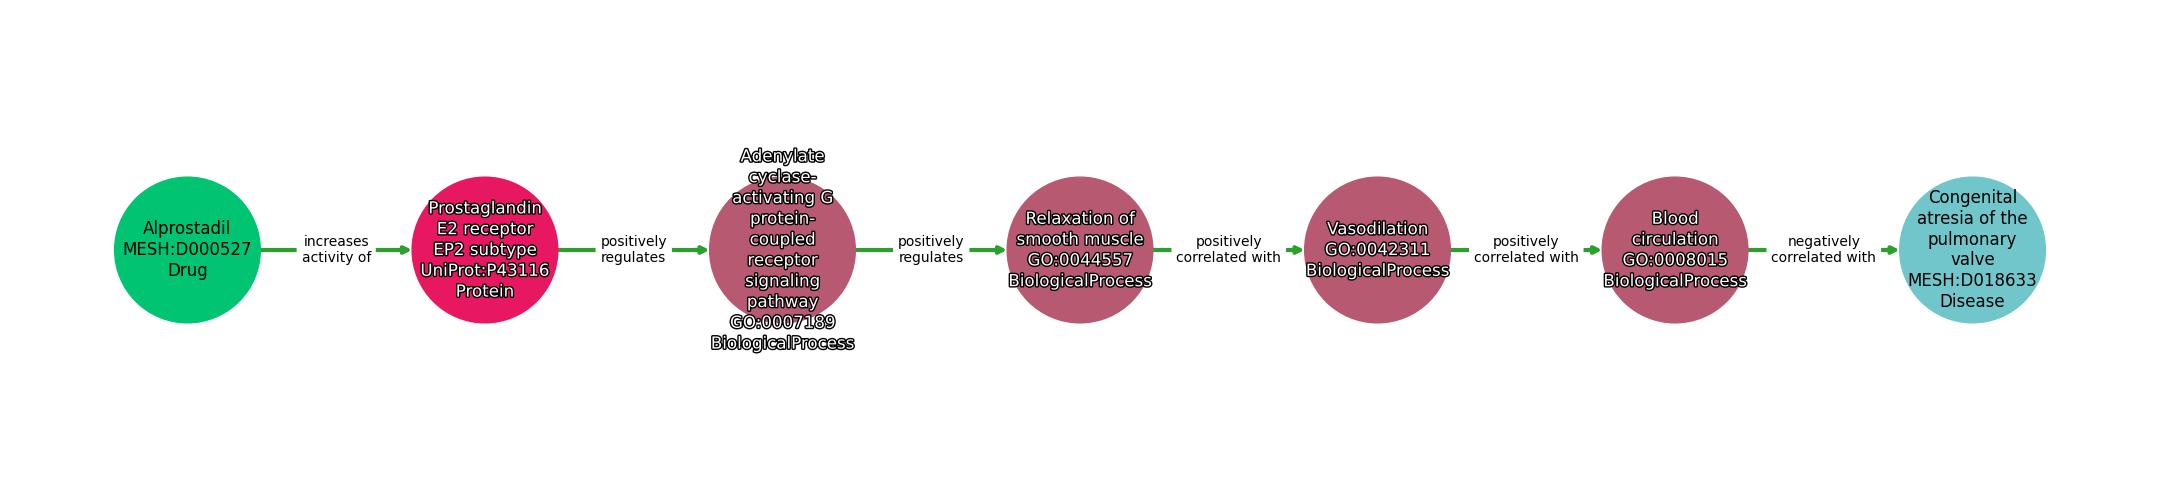 Alprostadil
MESH:D000527
Drug
increases
activity of
Prostaglandin
E2 receptor
EP2 subtype
UniProt:P43116
Protein
positively
regulates
Adenylate
cyclase-
activating G
protein-
coupled
receptor
signaling
pathway
GO:0007189
BiologicalProcess
positively
regulates
Relaxation of
smooth muscle
GO:0044557
BiologicalProcess
positively
correlated with
Vasodilation
GO:0042311
BiologicalProcess
positively
correlated with
Blood
circulation
GO:0008015
BiologicalProcess
negatively
correlated with
Congenital
atresia of the
pulmonary
valve
MESH:D018633
Disease